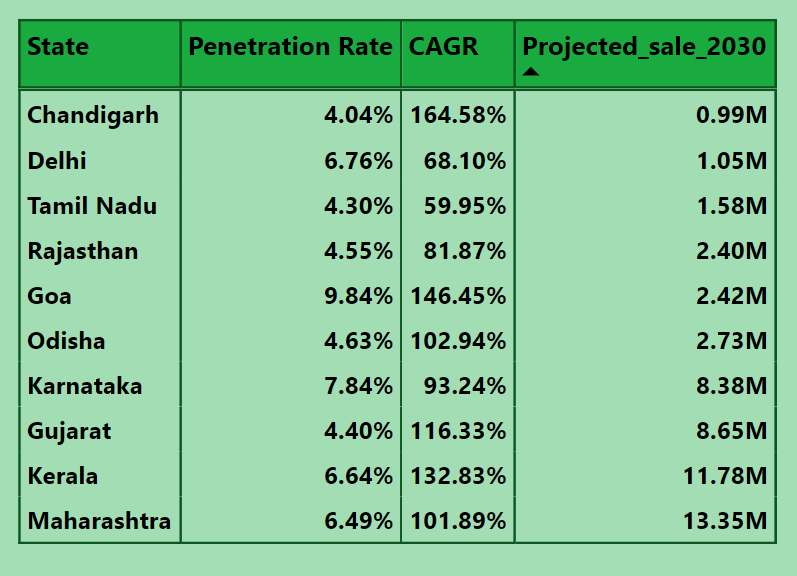 State Penetration Rate CAGR Projected_sale_2030
Chandigarh 4.04% 164.58% 0.99M
Delhi 6.76% 68.10% 1.05M
Tamil Nadu 4.30% 59.95% 1.58M
Rajasthan 4.55% 81.87% 2.40M
Goa 9.84% 146.45% 2.42M
Odisha 4.63% 102.94% 2.73M
Karnataka 7.84% 93.24% 8.38M
Gujarat 4.40% 116.33% 8.65M
Kerala 6.64% 132.83% 11.78M
Maharashtra 6.49% 101.89% 13.35M